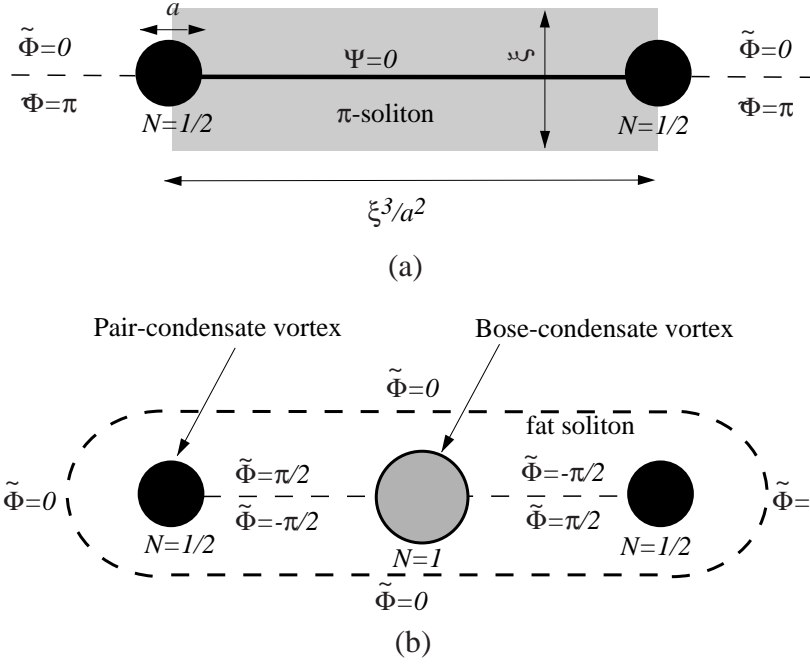 a
Φ̃=0
Ψ=0
ξ
Φ̃=0
Φ̃=π
π-soliton
Φ̃=π
N=1/2
N=1/2
ξ³/a²
(a)
Pair-condensate vortex
Bose-condensate vortex
Φ̃=0
fat soliton
Φ̃=π/2
Φ̃=-π/2
Φ̃=0
Φ̃=
Φ̃=-π/2
Φ̃=π/2
N=1/2
N=1
N=1/2
Φ̃=0
(b)